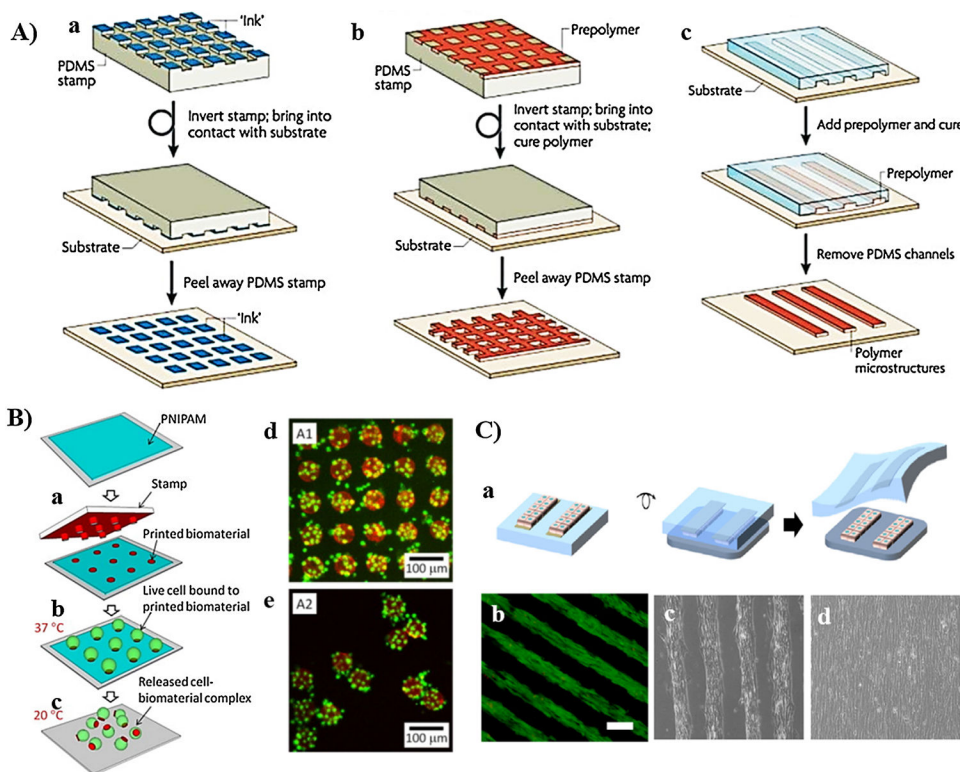 A)
a
'Ink'
PDMS
stamp
Invert stamp; bring into
contact with substrate
Substrate
Peel away PDMS stamp
'Ink'
b
Prepolymer
PDMS
stamp
Invert stamp; bring into
contact with substrate;
cure polymer
Substrate
Peel away PDMS stamp
c
Substrate
Add prepolymer and cure
Prepolymer
Remove PDMS channels
Polymer
microstructures
B)
PNIPAM
a
Stamp
Printed biomaterial
b
Live cell bound to
printed biomaterial
37 °C
c
Released cell-
biomaterial complex
20 °C
d
A1
100 µm
e
A2
100 µm
C)
a
b
c
d